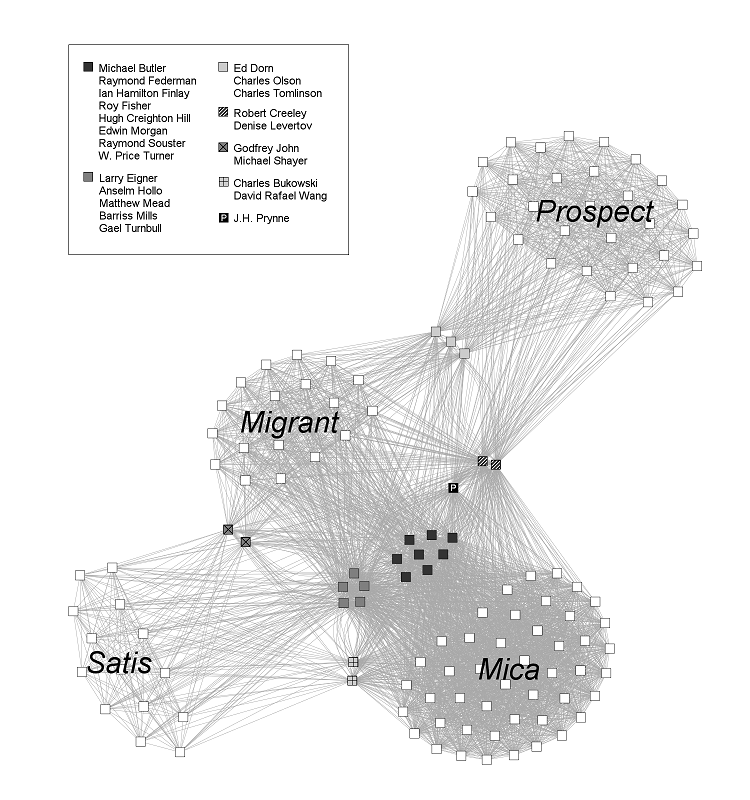 Michael Butler
Raymond Federman
Ian Hamilton Finlay
Roy Fisher
Hugh Creighton Hill
Edwin Morgan
Raymond Souster
W. Price Turner
Larry Eigner
Anselm Hollo
Matthew Mead
Barriss Mills
Gael Turnbull
Ed Dorn
Charles Olson
Charles Tomlinson
Robert Creeley
Denise Levertov
Godfrey John
Michael Shayer
Charles Bukowski
David Rafael Wang
P J.H. Prynne
Prospect
Migrant
P
Satis
Mica